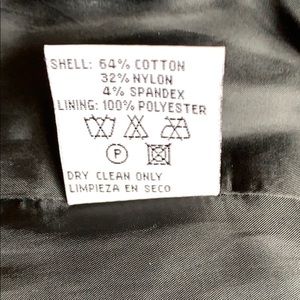 SHELL: 64% COTTON
32% NYLON
4% SPANDEX
LINING: 100% POLYESTER
P
DRY CLEAN ONLY
LIMPIEZA EN SECO